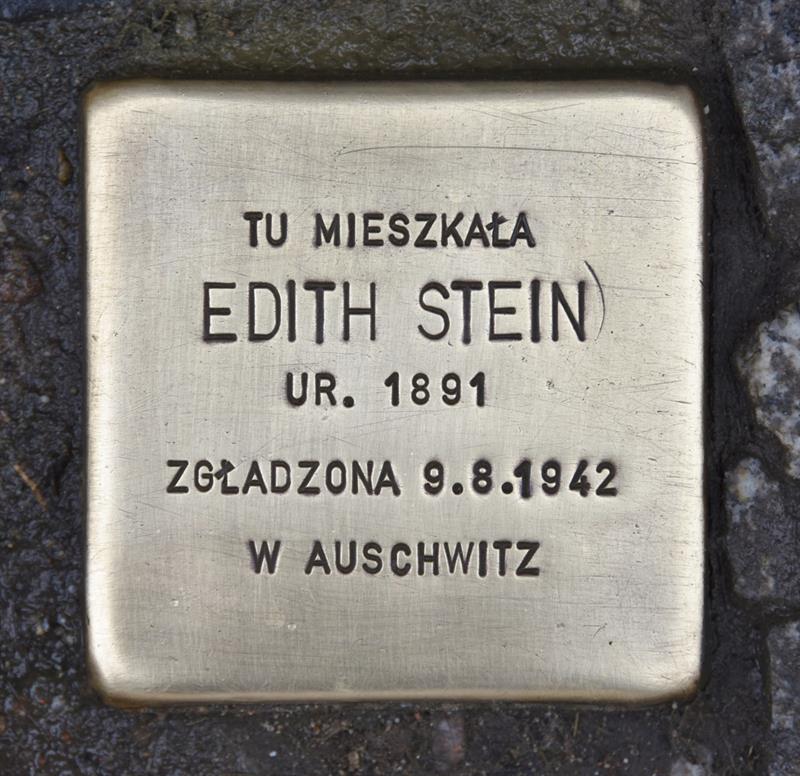 TU MIESZKAŁA
EDITH STEIN
UR. 1891
ZGŁADZONA 9.8.1942
W AUSCHWITZ